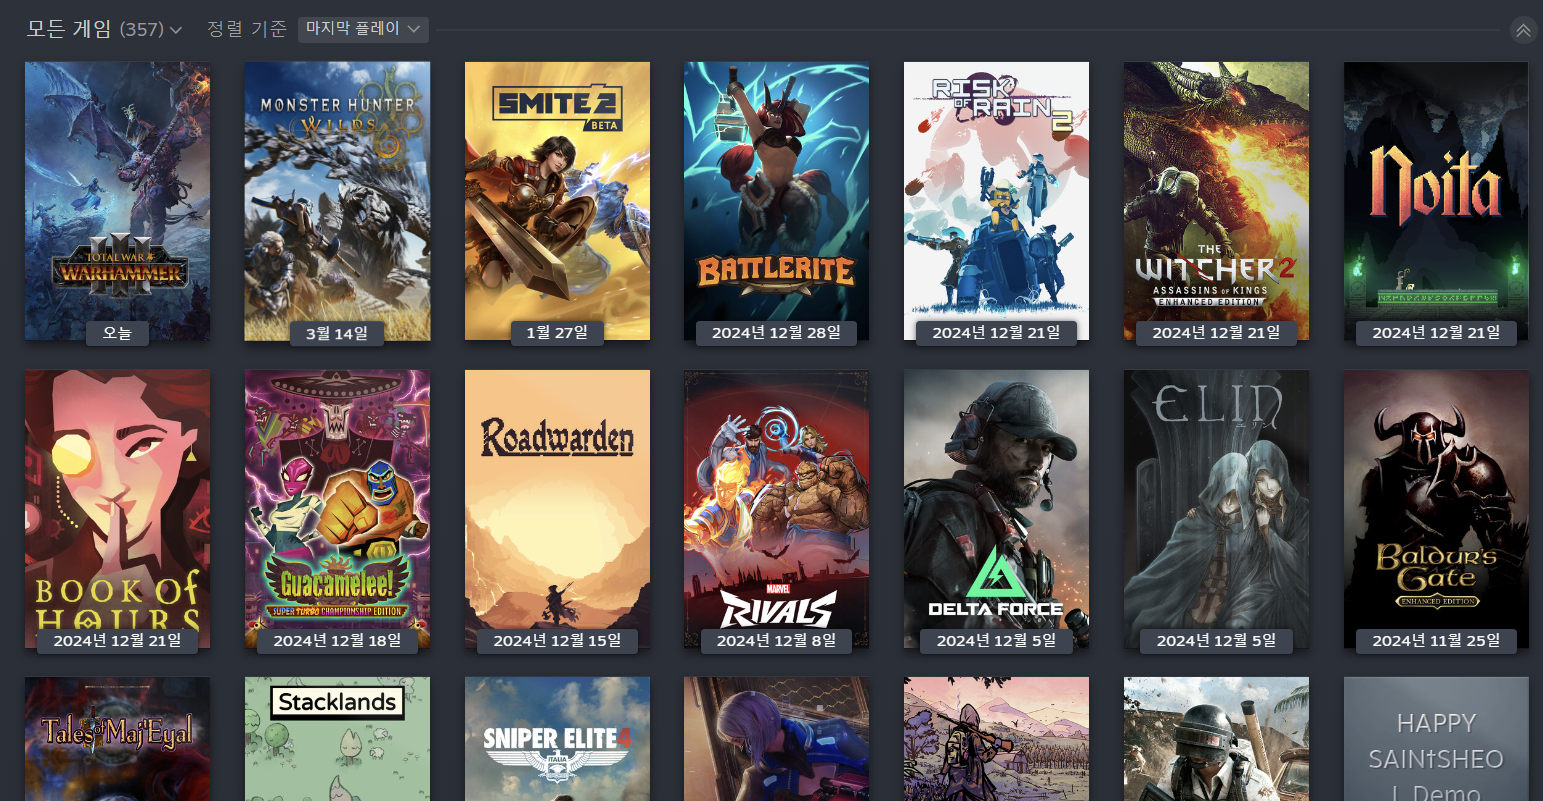 모든 게임 (357) 정렬 기준 마지막 플레이
TOTAL WAR
WARHAMMER
III
오늘
MONSTER HUNTER
WILDS
3월 14일
SMITE 2
BETA
1월 27일
BATTLERITE
2024년 12월 28일
RISK
OF RAIN
2
2024년 12월 21일
THE
WITCHER 2
ASSASSINS OF KINGS
ENHANCED EDITION
2024년 12월 21일
Noita
2024년 12월 21일
BOOK OF
HOURS
2024년 12월 21일
Guacamelee!
SUPER TURBO CHAMPIONSHIP EDITION
2024년 12월 18일
Roadwarden
2024년 12월 15일
MARVEL
RIVALS
2024년 12월 8일
DELTA FORCE
2024년 12월 5일
ELIN
エリン
2024년 12월 5일
BALDUR'S
GATE
ENHANCED EDITION
2024년 11월 25일
Tales of Maj'Eyal
Stacklands
SNIPER ELITE 4
ITALIA
HAPPY
SAINtSHEO
L Demo